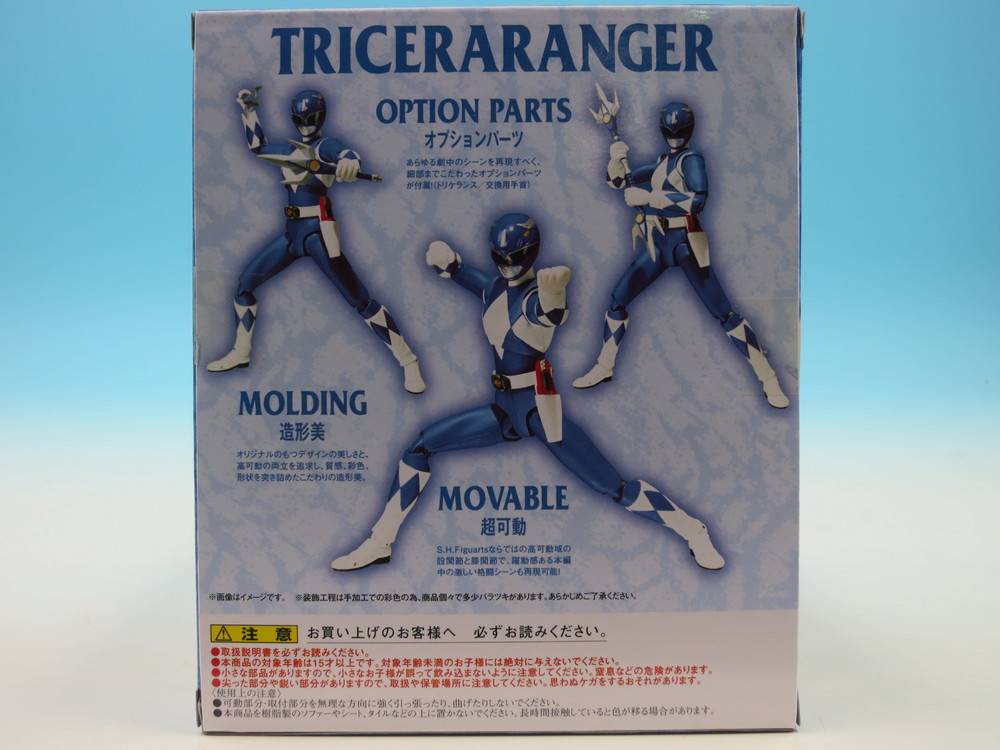 TRICERARANGER
OPTION PARTS
オプションパーツ
あらゆる劇中のシーンを再現すべく、
細部までこだわったオプションパーツ
が付属!(トリケランス／交換用手首)
MOLDING
造形美
オリジナルのもつデザインの美しさと、
高可動の両立を追求し、質感、彩色、
形状を突き詰めたこだわりの造形美。
MOVABLE
超可動
S.H.Figuartsならではの高可動域の
股関節と膝関節で、躍動感ある本編
中の激しい格闘シーンも再現可能!
※画像はイメージです。 ※装飾工程は手加工での彩色の為、商品個々で多少バラツキがあります。あらかじめご了承ください。
注意 お買い上げのお客様へ 必ずお読みください。
●取扱説明書を必ずお読みください。
●本商品の対象年齢は15才以上です。対象年齢未満のお子様には絶対に与えないでください。
●小さな部品がありますので、小さなお子様が誤って飲み込まないように注意してください。窒息などの危険があります。
●尖った部分や鋭い部分がありますので、取扱や保管場所に注意してください。思わぬケガをするおそれがあります。
〈使用上の注意〉
●可動部分・取付部分を無理な方向に強く引っ張ったり、曲げたりしないでください。
●本商品を樹脂製のソファーやシート、タイルなどの上に置かないでください。長時間接触していると色が移る場合があります。